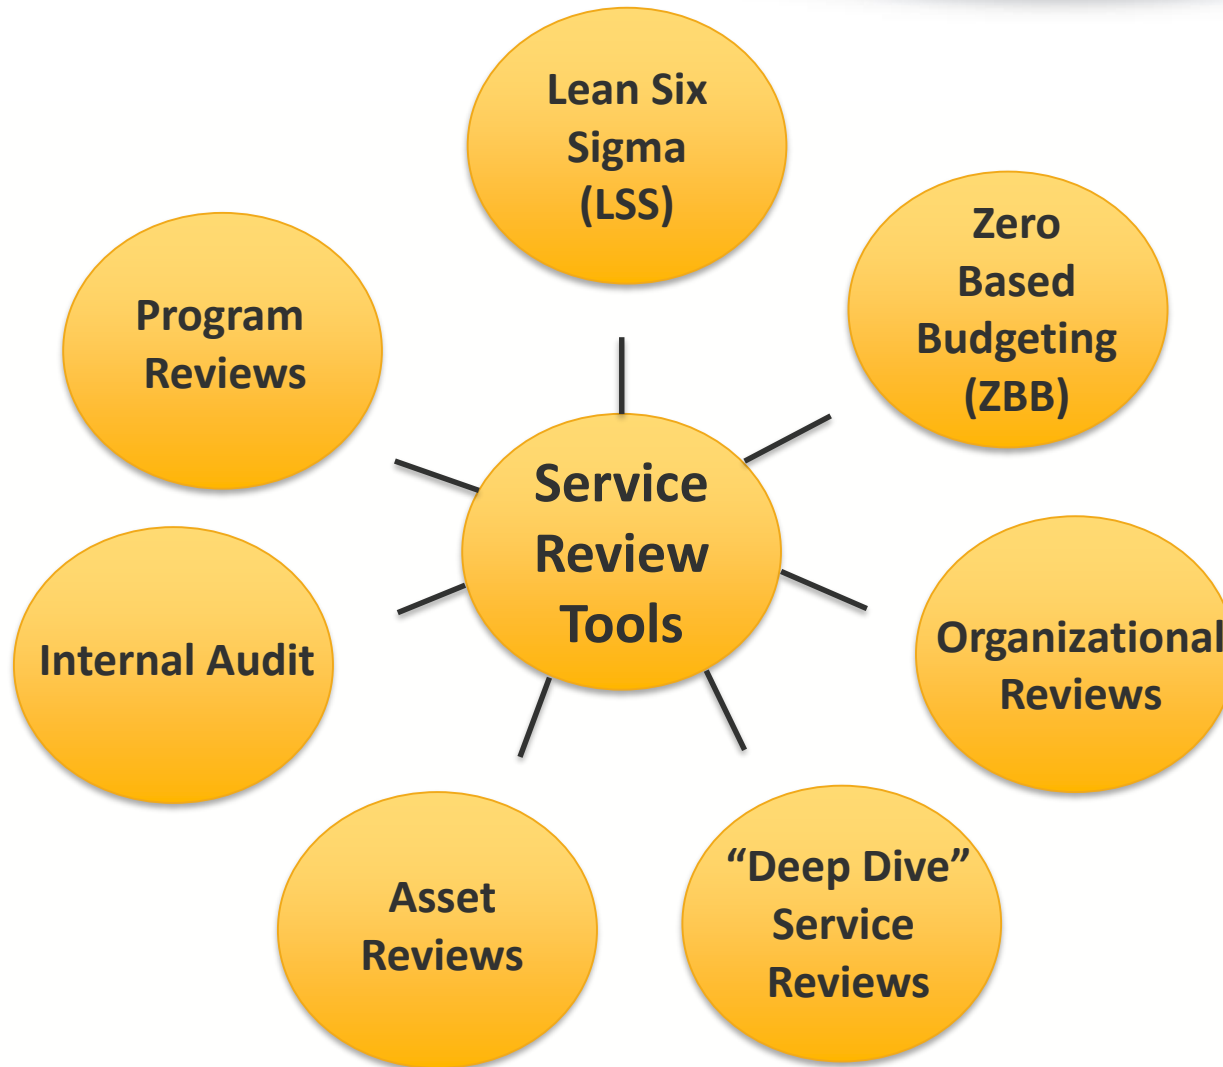 Lean Six
Sigma
(LSS)
Zero
Based
Budgeting
(ZBB)
Program
Reviews
Service
Review
Tools
Internal Audit
Organizational
Reviews
Asset
Reviews
“Deep Dive”
Service
Reviews